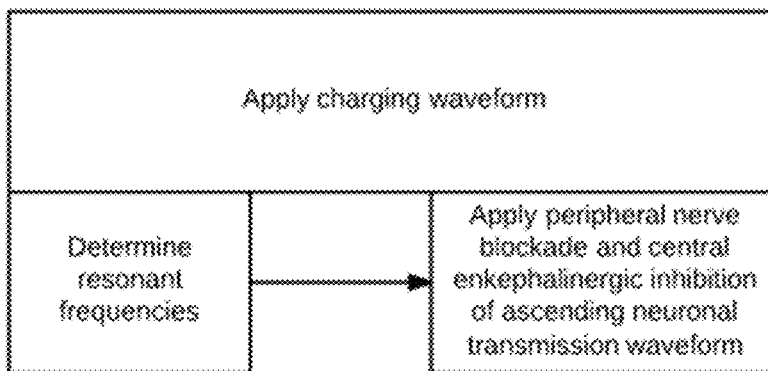 Apply charging waveform
Determine
resonant
frequencies
Apply peripheral nerve
blockade and central
enkephalinergic inhibition
of ascending neuronal
transmission waveform